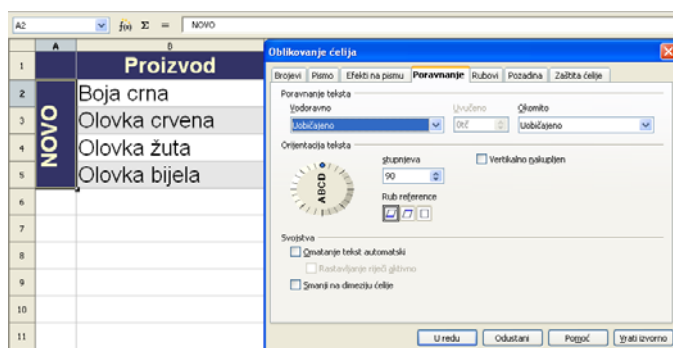 A2 f(x) Σ = NOVO
A B
1 Proizvod
2 Boja crna
3 Olovka crvena
4 Olovka žuta
5 Olovka bijela
NOVO
6
7
8
9
10
11
Oblikovanje ćelija
Brojevi Pismo Efekti na pismu Poravnanje Rubovi Pozadina Zaštita ćelije
Poravnanje teksta
Vodoravno Uvučeno Okomito
Uobičajeno 0tč Uobičajeno
Orijentacija teksta
ABCD
stupnjeva Vertikalno nakupljen
90
Rub reference
Svojstva
Omatanje tekst automatski
Rastavljanje riječi aktivno
Smanji na dimeziju ćelije
U redu Odustani Pomoć Vrati izvorno